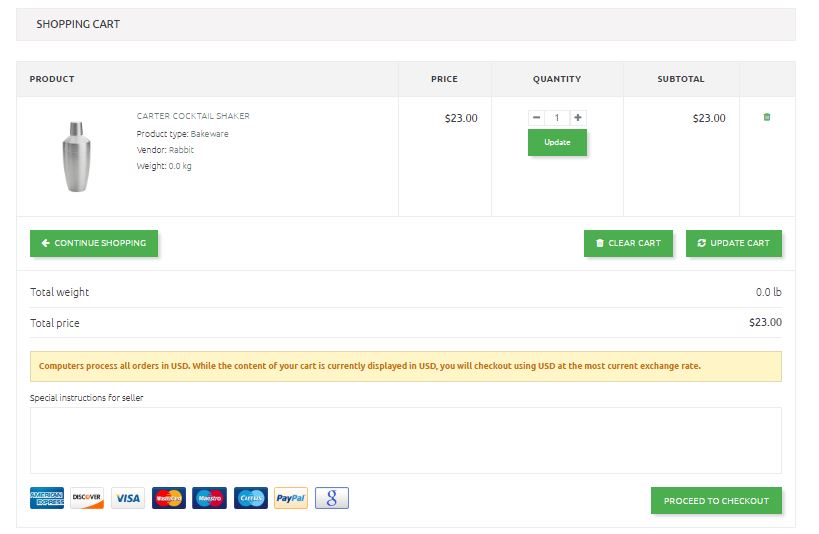 SHOPPING CART
PRODUCT PRICE QUANTITY SUBTOTAL
CARTER COCKTAIL SHAKER
Product type: Bakeware
Vendor: Rabbit
Weight: 0.0 kg
$23.00
− 1 +
Update
$23.00
CONTINUE SHOPPING CLEAR CART UPDATE CART
Total weight 0.0 lb
Total price $23.00
Computers process all orders in USD. While the content of your cart is currently displayed in USD, you will checkout using USD at the most current exchange rate.
Special instructions for seller
AMERICAN EXPRESS DISCOVER VISA MasterCard Maestro Cirrus PayPal g
PROCEED TO CHECKOUT